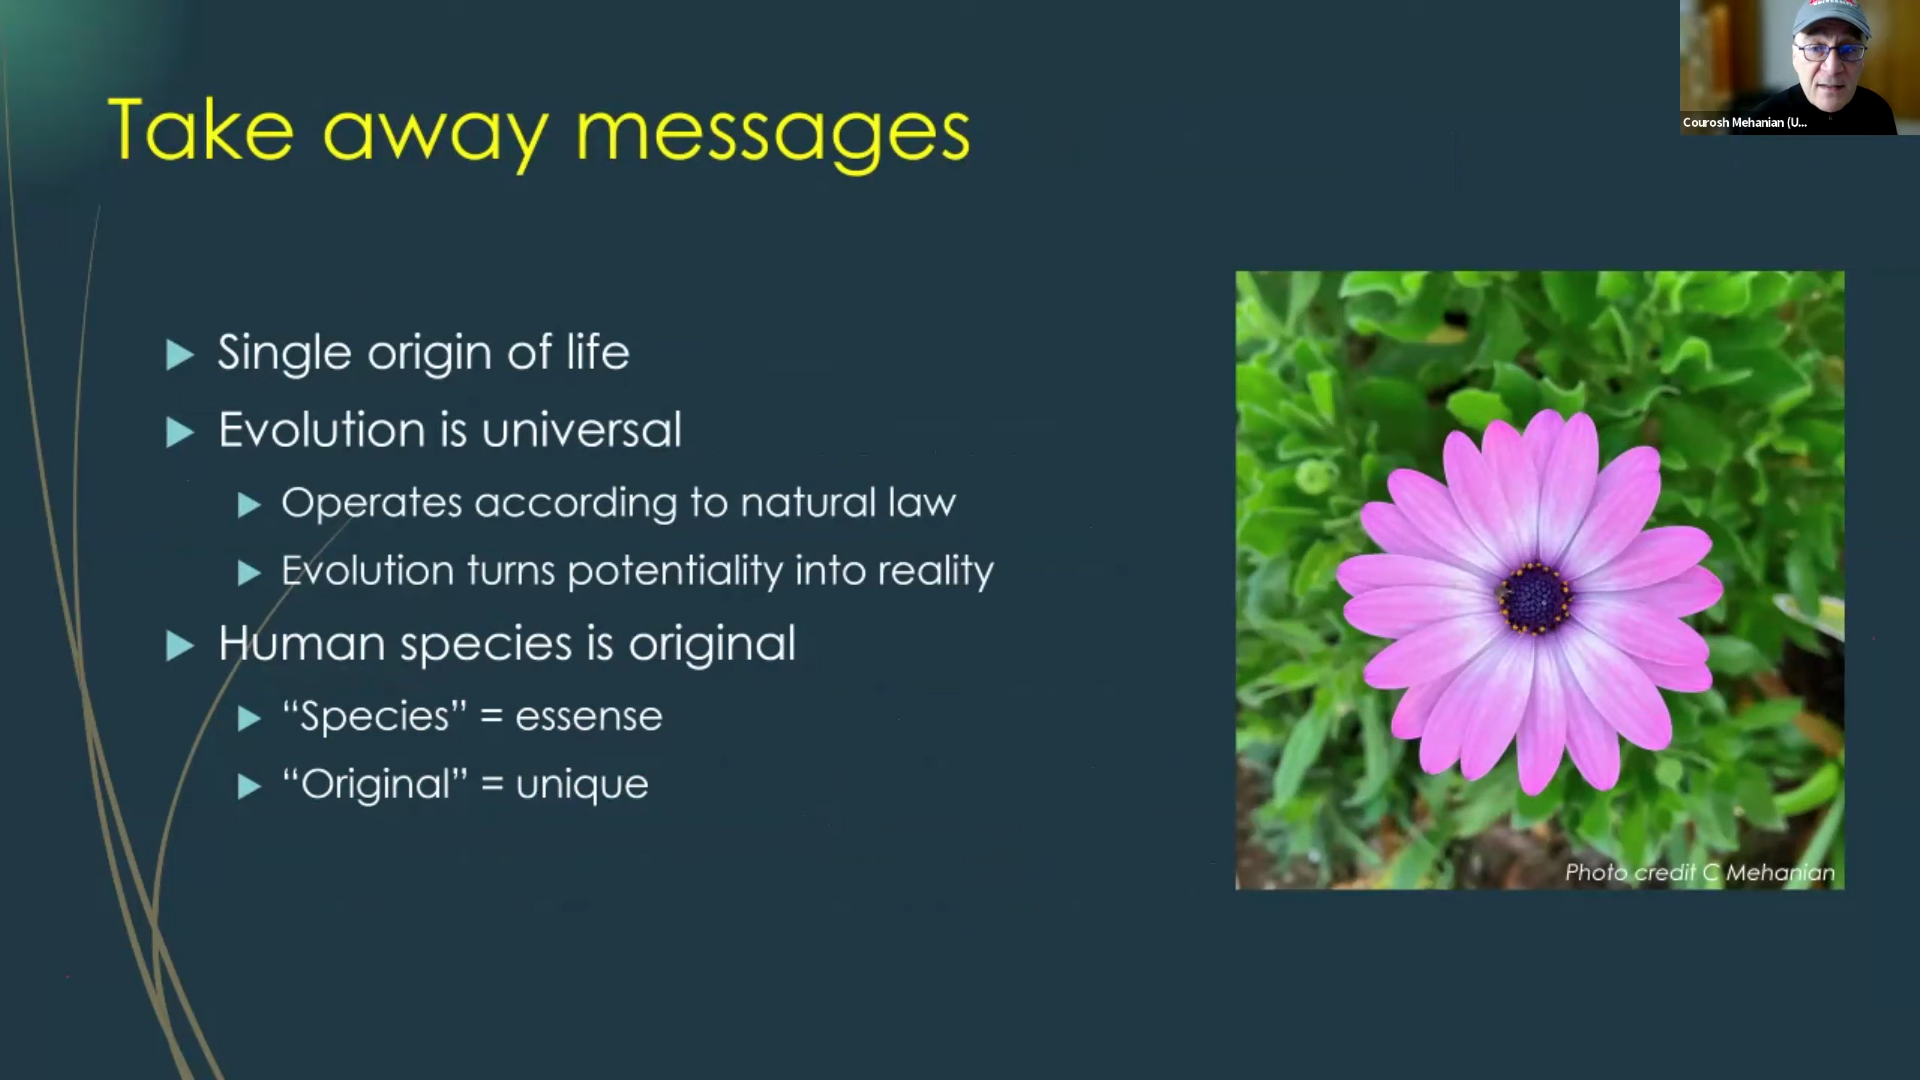 Take away messages
Courosh Mehanian (U...
Single origin of life
Evolution is universal
Operates according to natural law
Evolution turns potentiality into reality
Human species is original
“Species” = essense
“Original” = unique
Photo credit C Mehanian